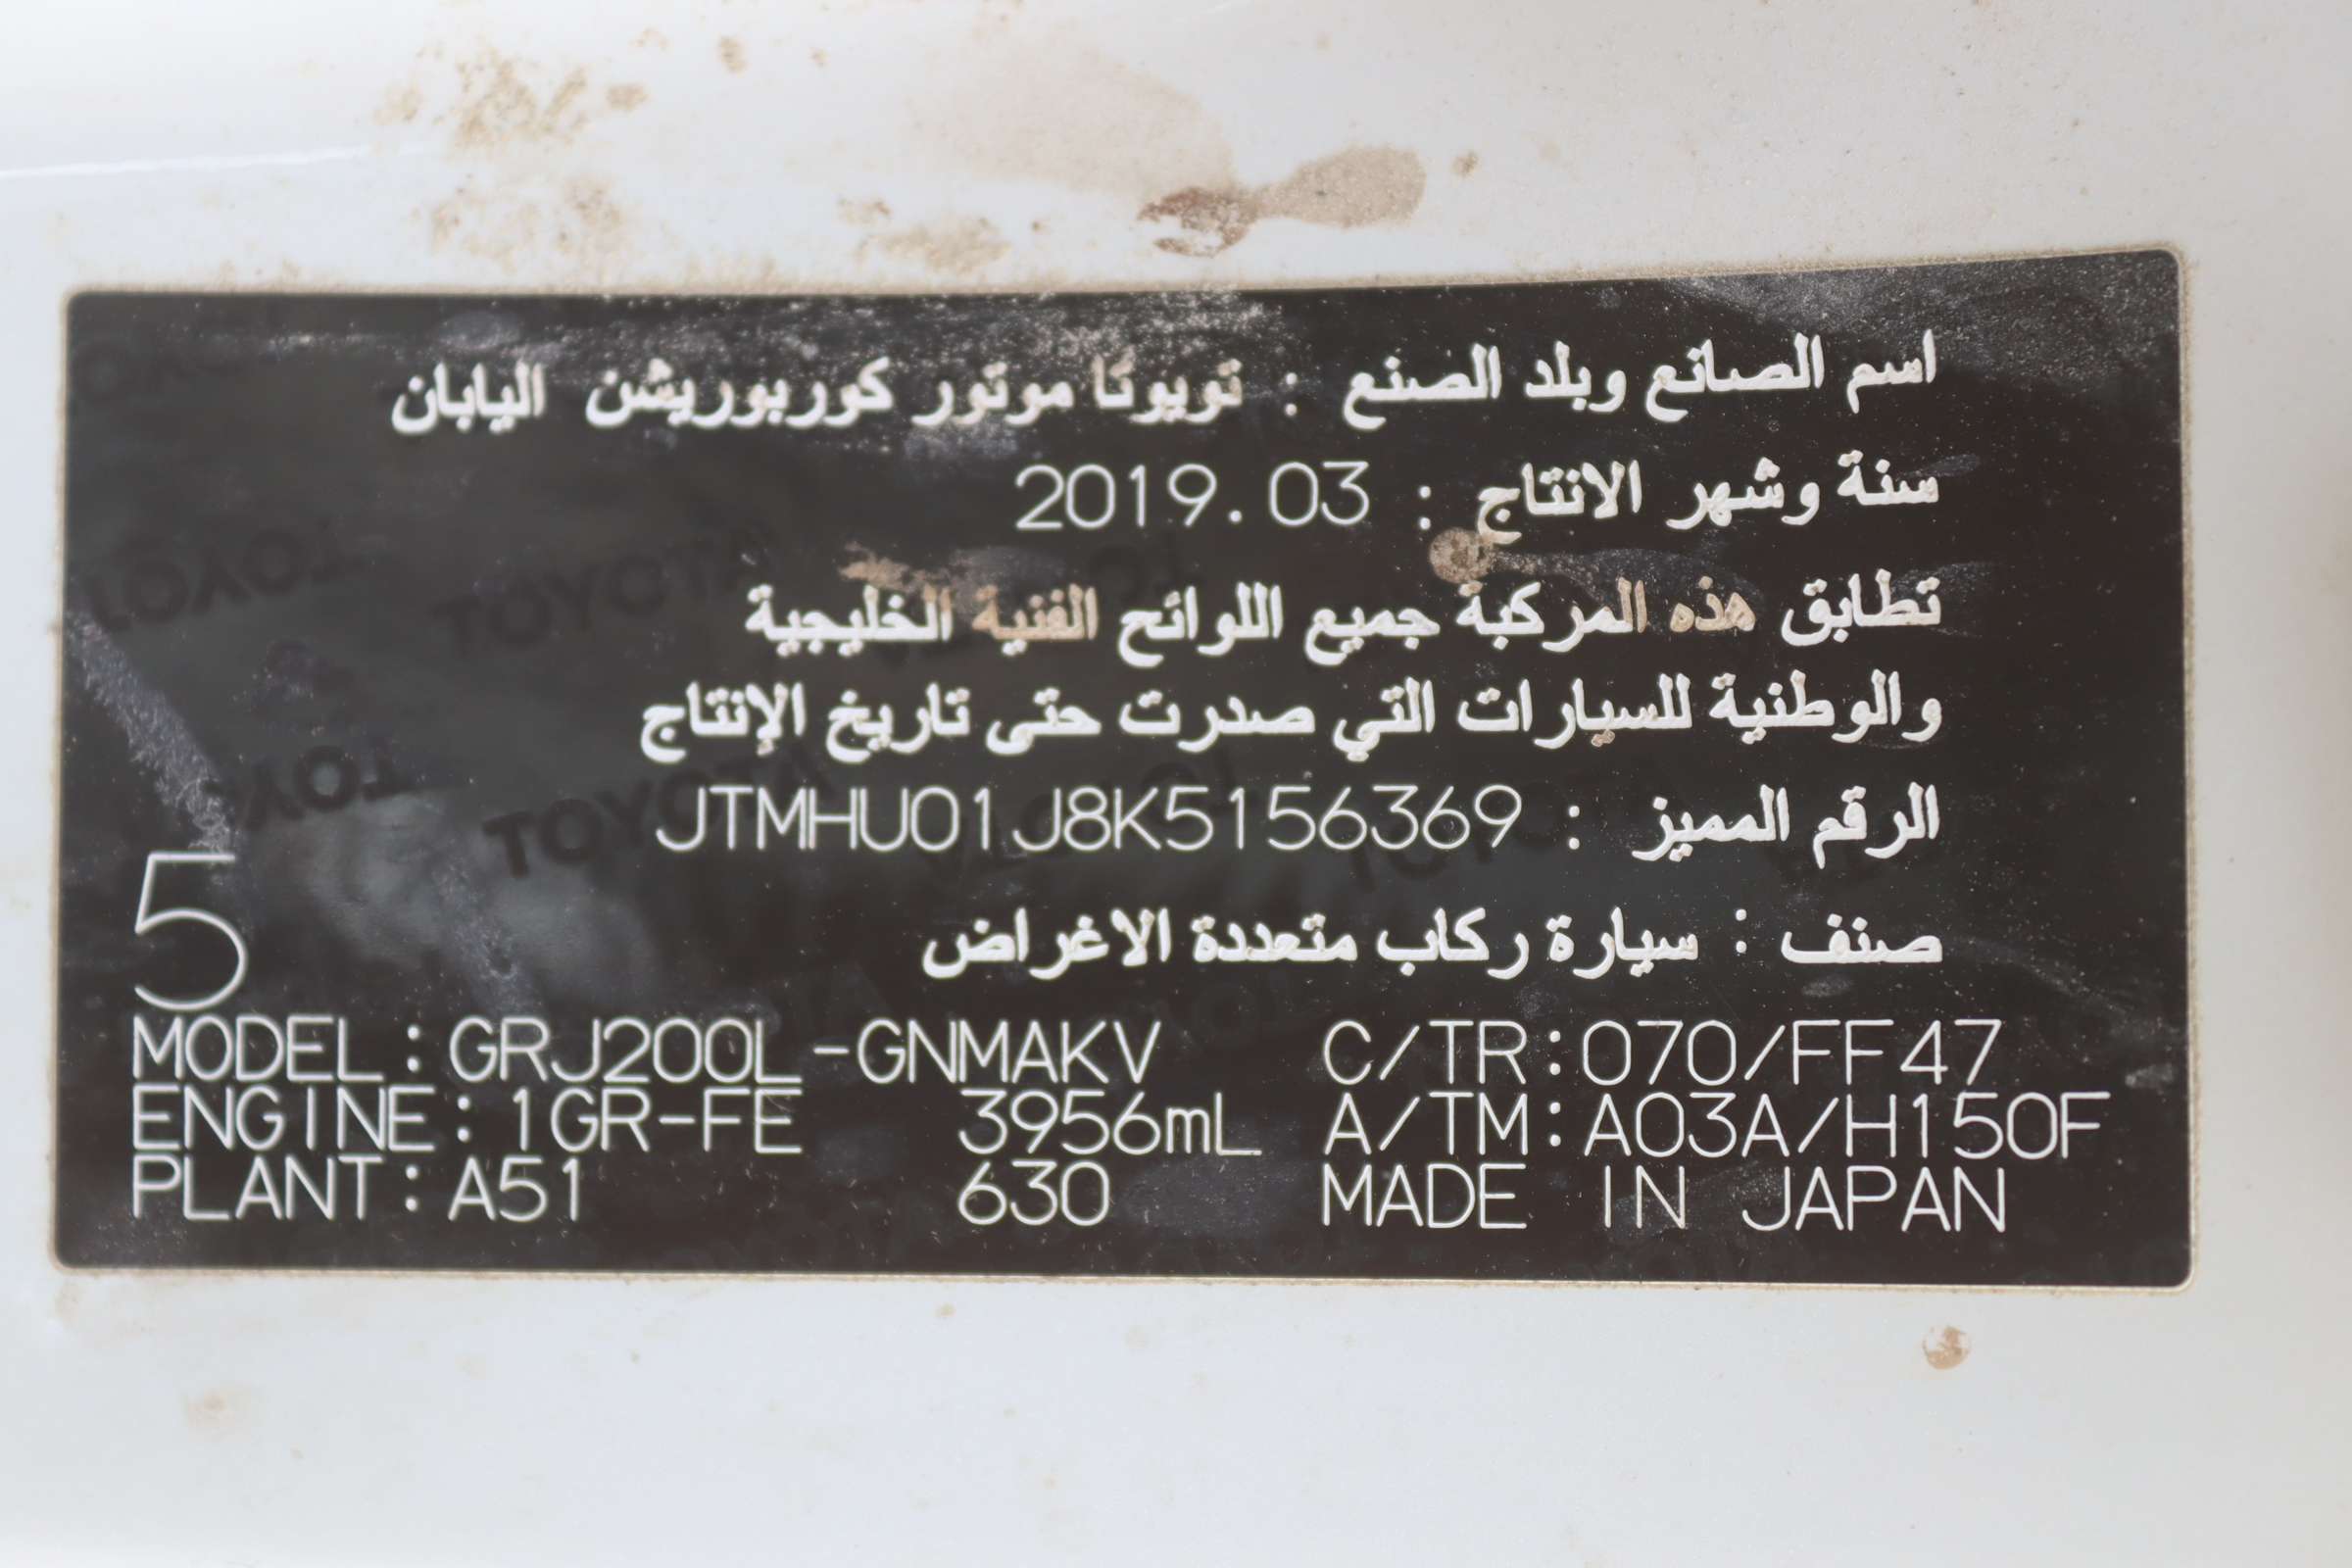 اسم الصانع وبلد الصنع : تويوتا موتور كوربوريشن اليابان
سنة وشهر الانتاج : 2019.03
تطابق هذه المركبة جميع اللوائح الفنية الخليجية
والوطنية للسيارات التي صدرت حتى تاريخ الإنتاج
الرقم المميز : JTMHU01J8K5156369
صنف : سيارة ركاب متعددة الاغراض
5
MODEL: GRJ200L-GNMAKV C/TR:070/FF47
ENGINE: 1GR-FE 3956mL A/TM:A03A/H150F
PLANT: A51 630 MADE IN JAPAN